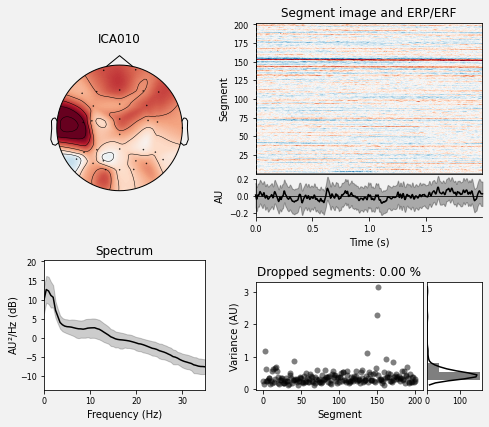 ICA010
Segment image and ERP/ERF
Segment
200
175
150
125
100
75
50
25
AU
0.2
0.0
−0.2
0.0 0.5 1.0 1.5
Time (s)
Spectrum
AU²/Hz (dB)
20
15
10
5
0
−5
−10
0 10 20 30
Frequency (Hz)
Dropped segments: 0.00 %
Variance (AU)
3
2
1
0
0 50 100 150 200
Segment
0 100